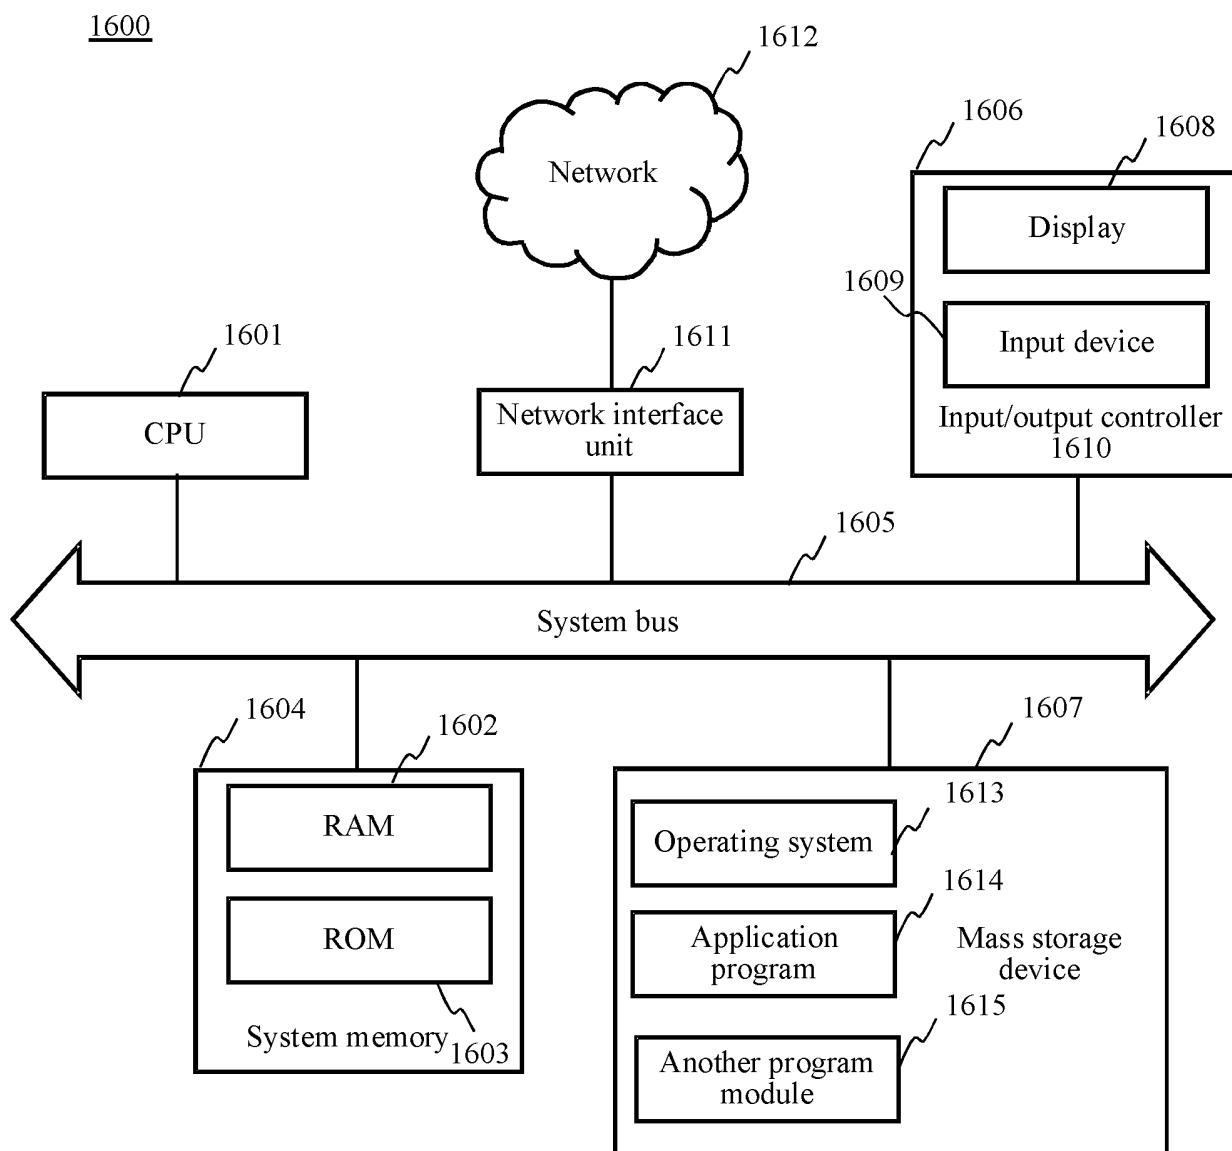 1600
1612
Network
1606
1608
Display
1609
Input device
Input/output controller
1610
1601
CPU
1611
Network interface
unit
1605
System bus
1604
1602
RAM
ROM
System memory
1603
1607
1613
Operating system
1614
Application
program
Mass storage
device
1615
Another program
module